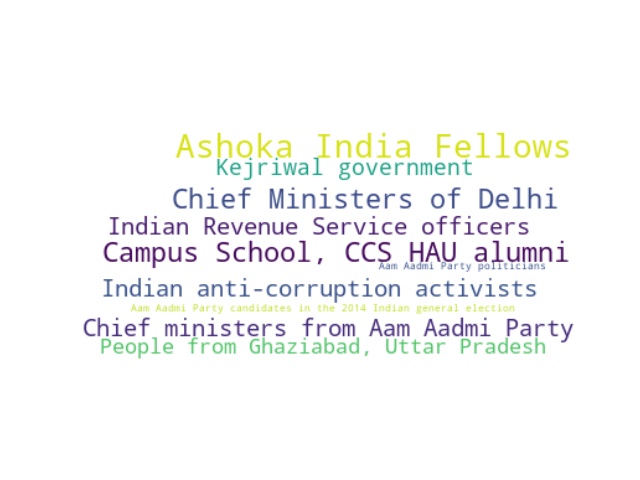 Ashoka India Fellows
Kejriwal government
Chief Ministers of Delhi
Indian Revenue Service officers
Campus School, CCS HAU alumni
Aam Aadmi Party politicians
Indian anti-corruption activists
Aam Aadmi Party candidates in the 2014 Indian general election
Chief ministers from Aam Aadmi Party
People from Ghaziabad, Uttar Pradesh